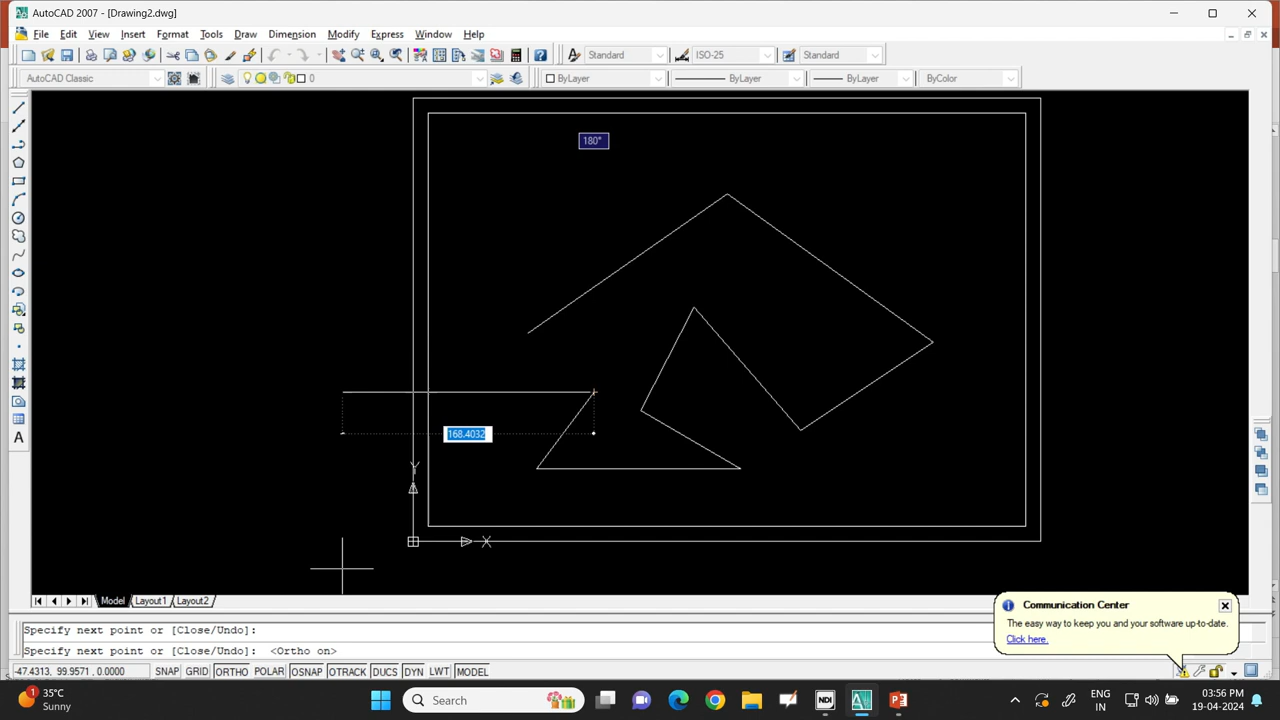 AutoCAD 2007 - [Drawing2.dwg]
File Edit View Insert Format Tools Draw Dimension Modify Express Window Help
Standard ISO-25 Standard
AutoCAD Classic 0 ByLayer ByLayer ByLayer ByColor
180°
168.4032
Y
X
A
Model Layout1 Layout2
Communication Center
The easy way to keep you and your software up-to-date.
Click here.
Specify next point or [Close/Undo]:
Specify next point or [Close/Undo]:  <Ortho on>
-47.4313, 99.9571, 0.0000 SNAP GRID ORTHO POLAR OSNAP OTRACK DUCS DYN LWT MODEL
1 35°C
Sunny
Search
ENG
IN
03:56 PM
19-04-2024